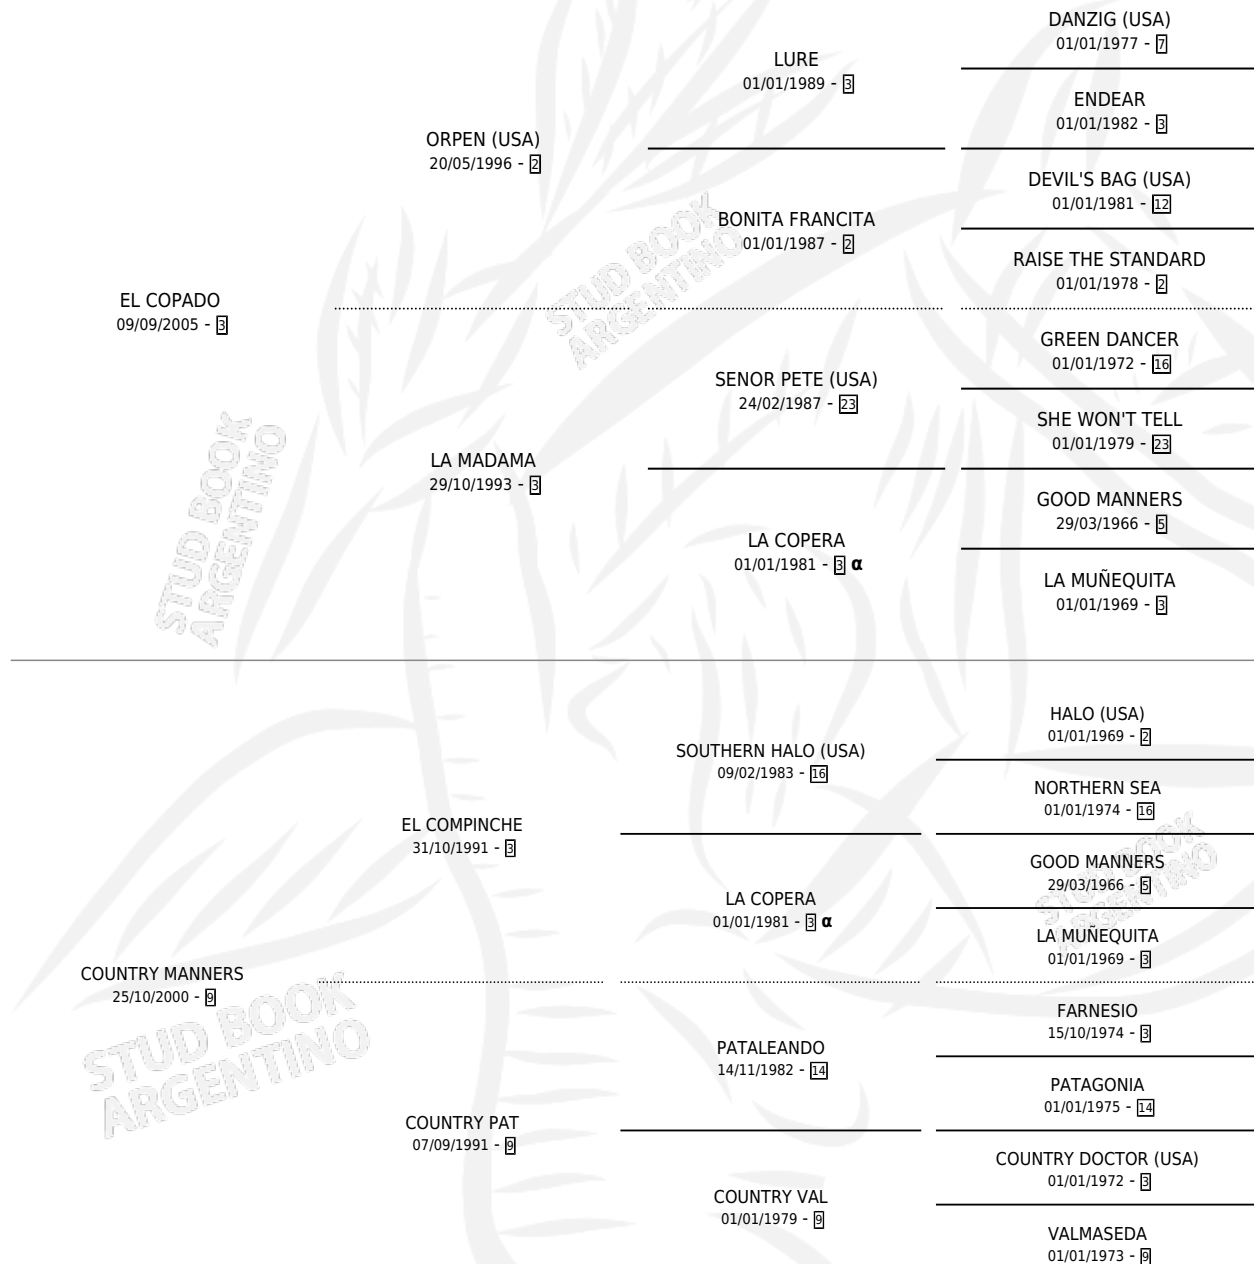 DANZIG (USA)
01/01/1977 - 7
LURE
01/01/1989 - 3
ENDEAR
01/01/1982 - 3
ORPEN (USA)
20/05/1996 - 2
DEVIL'S BAG (USA)
01/01/1981 - 12
BONITA FRANCITA
01/01/1987 - 2
RAISE THE STANDARD
01/01/1978 - 2
EL COPADO
09/09/2005 - 3
STUD BOOK
ARGENTINO
GREEN DANCER
01/01/1972 - 16
SENOR PETE (USA)
24/02/1987 - 23
SHE WON'T TELL
01/01/1979 - 23
LA MADAMA
29/10/1993 - 3
GOOD MANNERS
29/03/1966 - 5
LA COPERA
01/01/1981 - 3 α
LA MUÑEQUITA
01/01/1969 - 3
STUD BOOK
ARGENTINO
HALO (USA)
01/01/1969 - 2
SOUTHERN HALO (USA)
09/02/1983 - 16
NORTHERN SEA
01/01/1974 - 16
EL COMPINCHE
31/10/1991 - 3
GOOD MANNERS
29/03/1966 - 5
LA COPERA
01/01/1981 - 3 α
LA MUÑEQUITA
01/01/1969 - 3
STUD BOOK
ARGENTINO
COUNTRY MANNERS
25/10/2000 - 9
FARNESIO
15/10/1974 - 3
PATALEANDO
14/11/1982 - 14
PATAGONIA
01/01/1975 - 14
STUD BOOK
ARGENTINO
COUNTRY PAT
07/09/1991 - 9
COUNTRY DOCTOR (USA)
01/01/1972 - 3
COUNTRY VAL
01/01/1979 - 9
VALMASEDA
01/01/1973 - 9